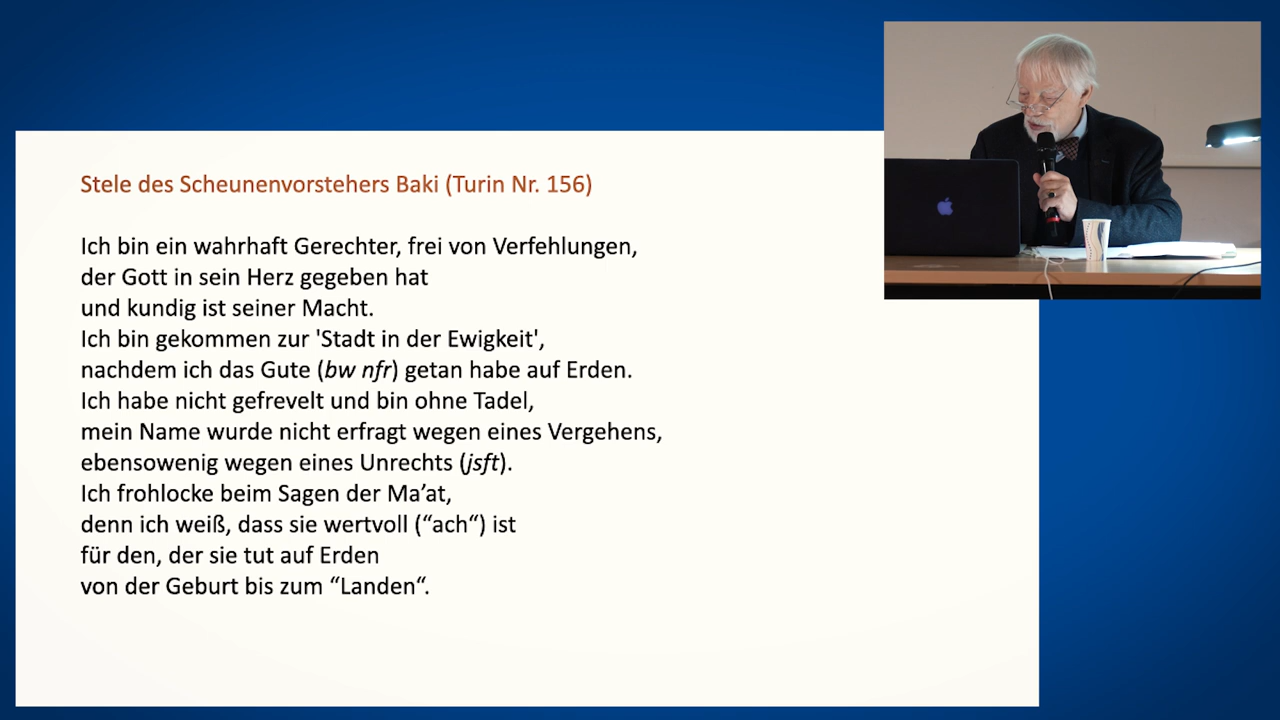 Stele des Scheunenvorstehers Baki (Turin Nr. 156)
Ich bin ein wahrhaft Gerechter, frei von Verfehlungen,
der Gott in sein Herz gegeben hat
und kundig ist seiner Macht.
Ich bin gekommen zur 'Stadt in der Ewigkeit',
nachdem ich das Gute (bw nfr) getan habe auf Erden.
Ich habe nicht gefrevelt und bin ohne Tadel,
mein Name wurde nicht erfragt wegen eines Vergehens,
ebensowenig wegen eines Unrechts (jsft).
Ich frohlocke beim Sagen der Ma’at,
denn ich weiß, dass sie wertvoll (“ach“) ist
für den, der sie tut auf Erden
von der Geburt bis zum “Landen“.